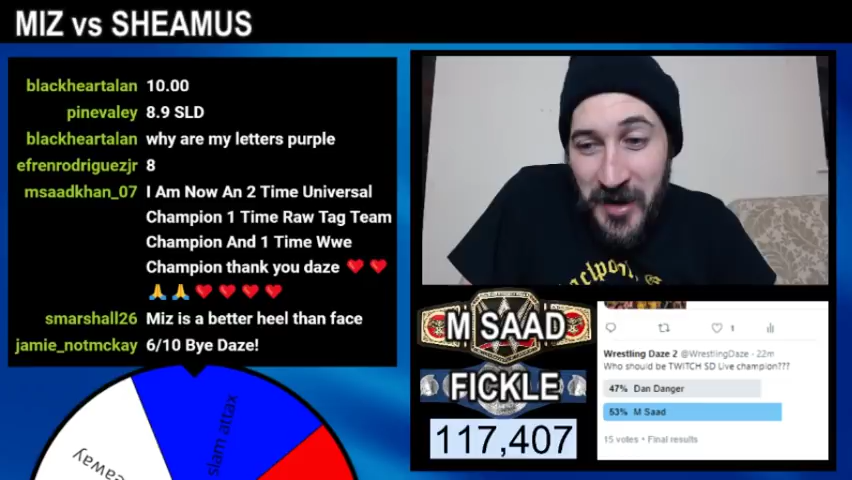 MIZ vs SHEAMUS
blackheartalan 10.00
pinevaley 8.9 SLD
blackheartalan why are my letters purple
efrenrodriguezjr 8
msaadkhan_07 I Am Now An 2 Time Universal
Champion 1 Time Raw Tag Team
Champion And 1 Time Wwe
Champion thank you daze ❤️❤️
🙏🙏❤️❤️❤️❤️
smarshall26 Miz is a better heel than face
jamie_notmckay 6/10 Bye Daze!
slam attax
M SAAD
FICKLE
117,407
1
Wrestling Daze 2 @WrestlingDaze · 22m
Who should be TWITCH SD Live champion???
47% Dan Danger
53% M Saad
15 votes · Final results